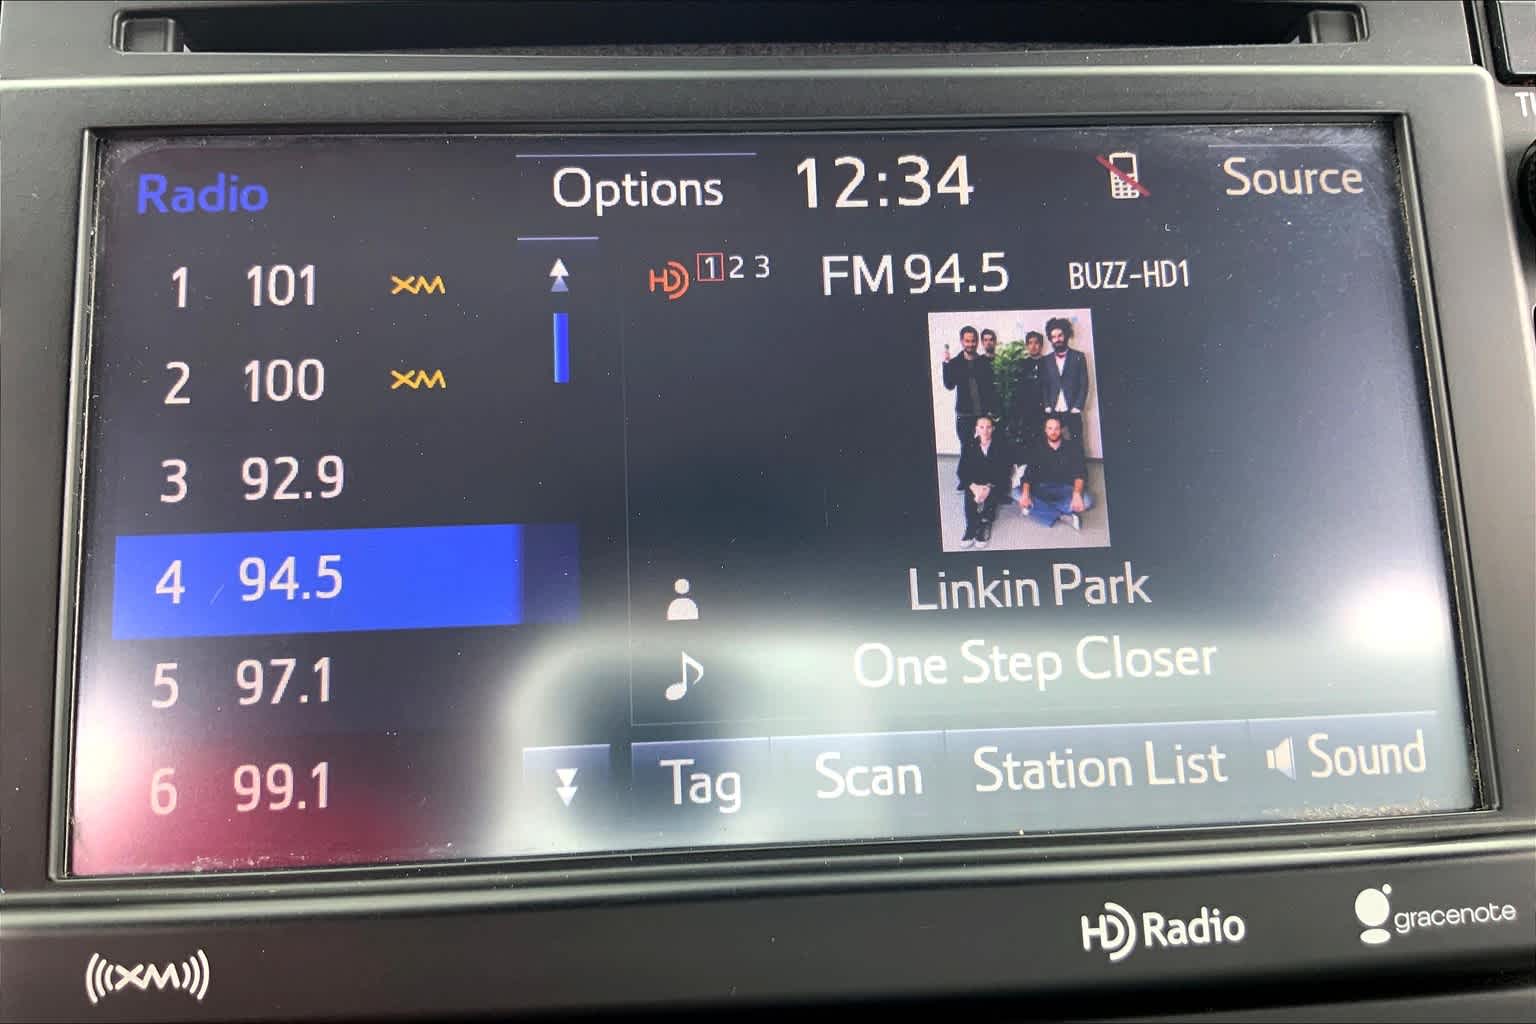 Radio Options 12:34 Source
1 101 XM
HD 1 2 3 FM 94.5 BUZZ-HD1
2 100 XM
3 92.9
4 94.5
Linkin Park
5 97.1
One Step Closer
6 99.1
Tag Scan Station List Sound
((XM))
HD Radio
gracenote